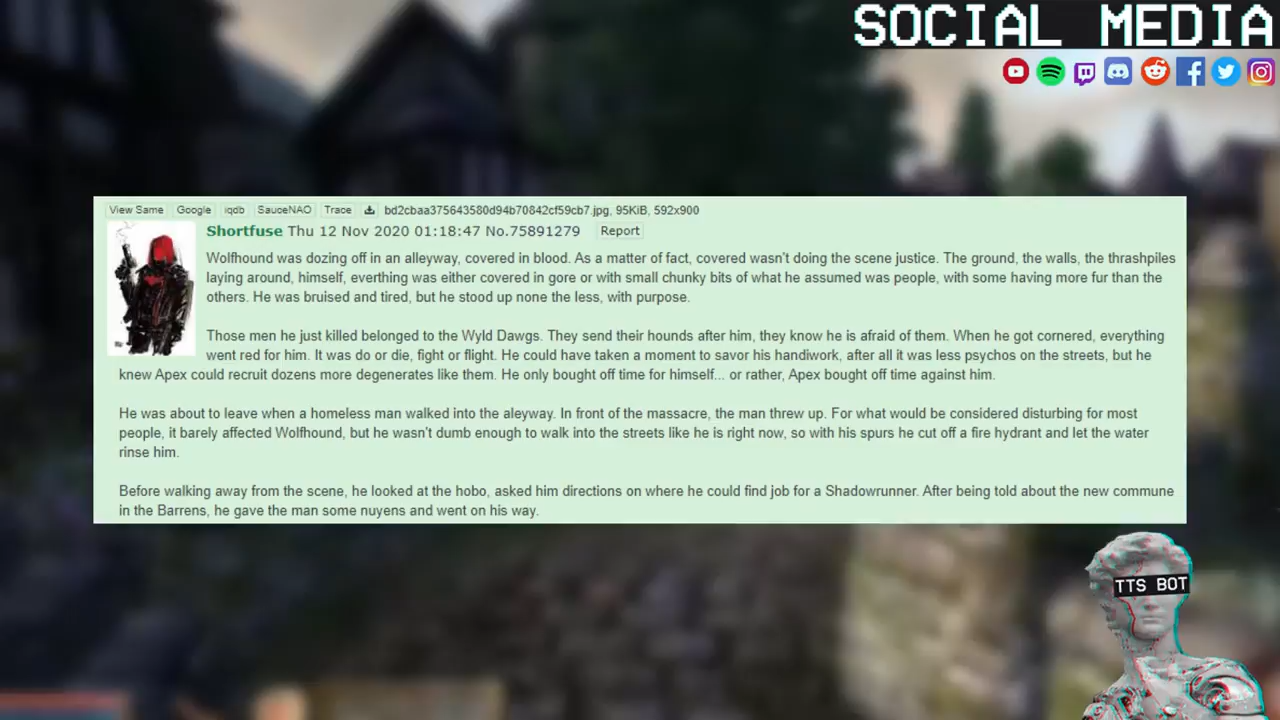 SOCIAL MEDIA
View Same Google iqdb SauceNAO Trace bd2cbaa375643580d94b70842cf59cb7.jpg, 95KiB, 592x900
Shortfuse Thu 12 Nov 2020 01:18:47 No.75891279 Report
Wolfhound was dozing off in an alleyway, covered in blood. As a matter of fact, covered wasn't doing the scene justice. The ground, the walls, the thrashpiles
laying around, himself, everthing was either covered in gore or with small chunky bits of what he assumed was people, with some having more fur than the
others. He was bruised and tired, but he stood up none the less, with purpose.
Those men he just killed belonged to the Wyld Dawgs. They send their hounds after him, they know he is afraid of them. When he got cornered, everything
went red for him. It was do or die, fight or flight. He could have taken a moment to savor his handiwork, after all it was less psychos on the streets, but he
knew Apex could recruit dozens more degenerates like them. He only bought off time for himself... or rather, Apex bought off time against him.
He was about to leave when a homeless man walked into the aleyway. In front of the massacre, the man threw up. For what would be considered disturbing for most
people, it barely affected Wolfhound, but he wasn't dumb enough to walk into the streets like he is right now, so with his spurs he cut off a fire hydrant and let the water
rinse him.
Before walking away from the scene, he looked at the hobo, asked him directions on where he could find job for a Shadowrunner. After being told about the new commune
in the Barrens, he gave the man some nuyens and went on his way.
TTS BOT